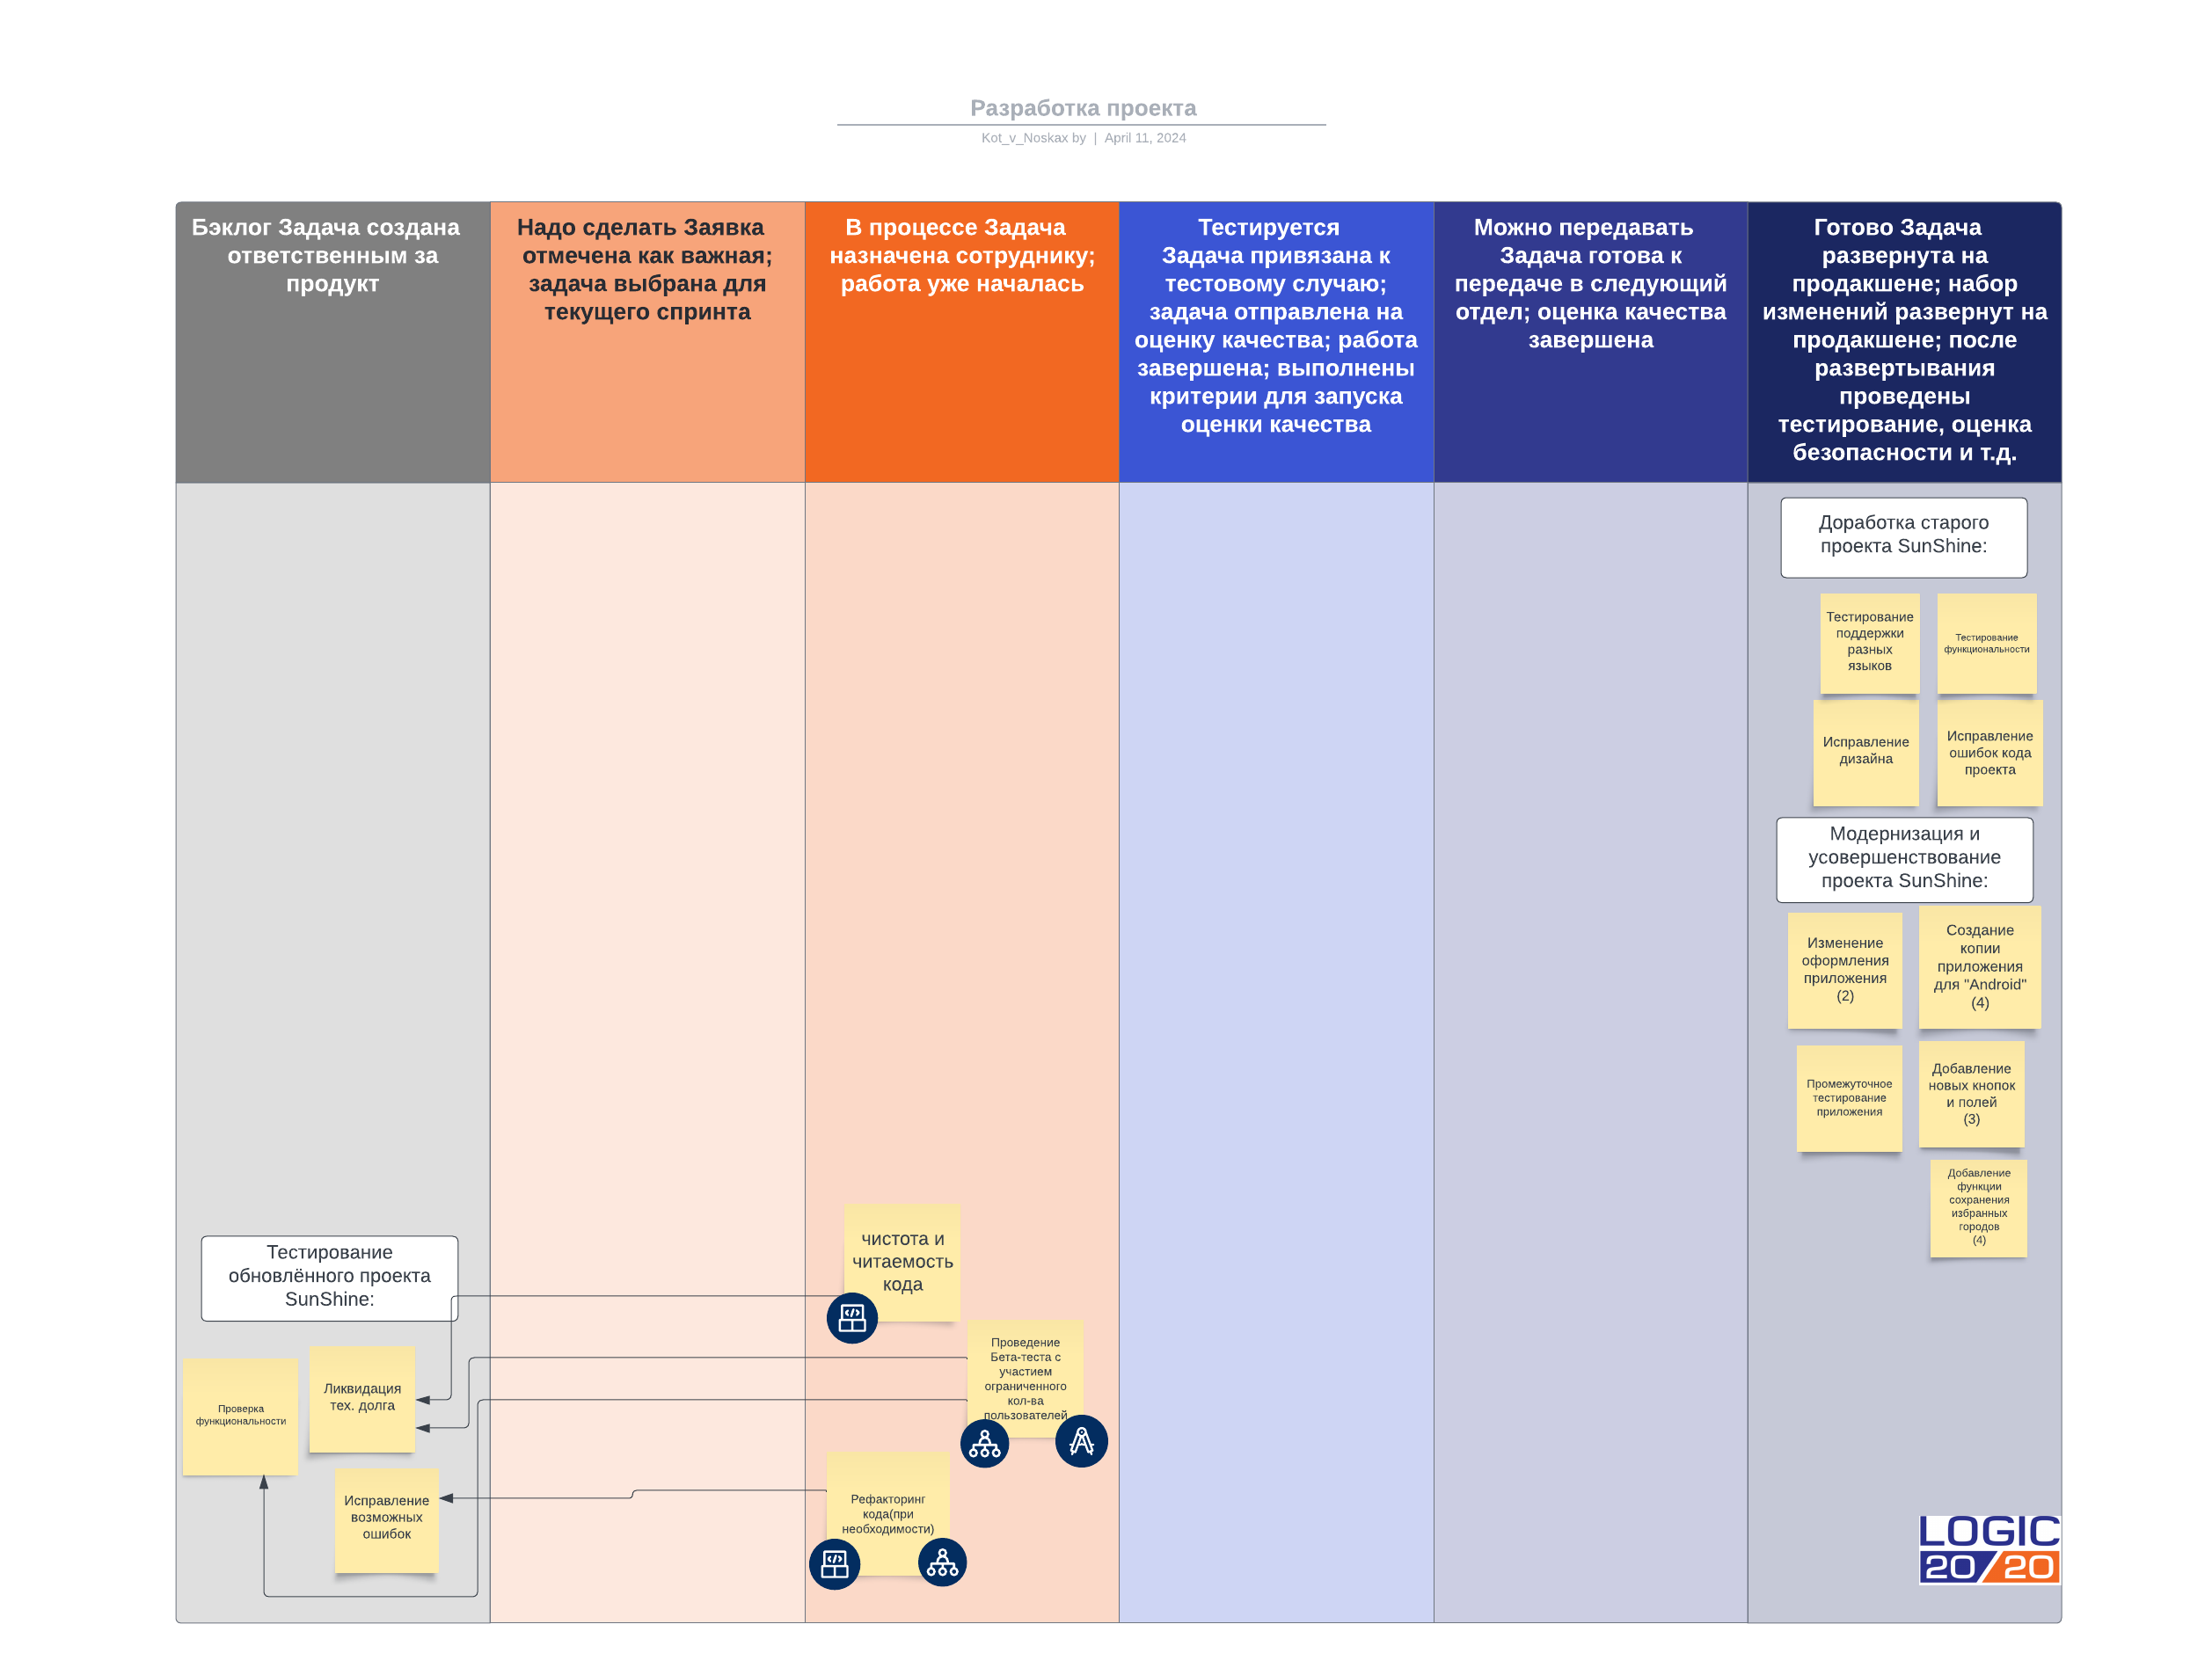 Разработка проекта
Kot_v_Noskax by | April 11, 2024
Бэклог Задача создана
ответственным за
продукт
Надо сделать Заявка
отмечена как важная;
задача выбрана для
текущего спринта
В процессе Задача
назначена сотруднику;
работа уже началась
Тестируется
Задача привязана к
тестовому случаю;
задача отправлена на
оценку качества; работа
завершена; выполнены
критерии для запуска
оценки качества
Можно передавать
Задача готова к
передаче в следующий
отдел; оценка качества
завершена
Готово Задача
развернута на
продакшене; набор
изменений развернут на
продакшене; после
развертывания
проведены
тестирование, оценка
безопасности и т.д.
Доработка старого
проекта SunShine:
Тестирование
поддержки
разных
языков
Тестирование
функциональности
Исправление
дизайна
Исправление
ошибок кода
проекта
Модернизация и
усовершенствование
проекта SunShine:
Изменение
оформления
приложения
(2)
Создание
копии
приложения
для "Android"
(4)
Промежуточное
тестирование
приложения
Добавление
новых кнопок
и полей
(3)
Добавление
функции
сохранения
избранных
городов
(4)
Тестирование
обновлённого проекта
SunShine:
Проверка
функциональности
Ликвидация
тех. долга
Исправление
возможных
ошибок
чистота и
читаемость
кода
Проведение
Бета-теста с
участием
ограниченного
кол-ва
пользователей
Рефакторинг
кода(при
необходимости)
LOGIC
20/20